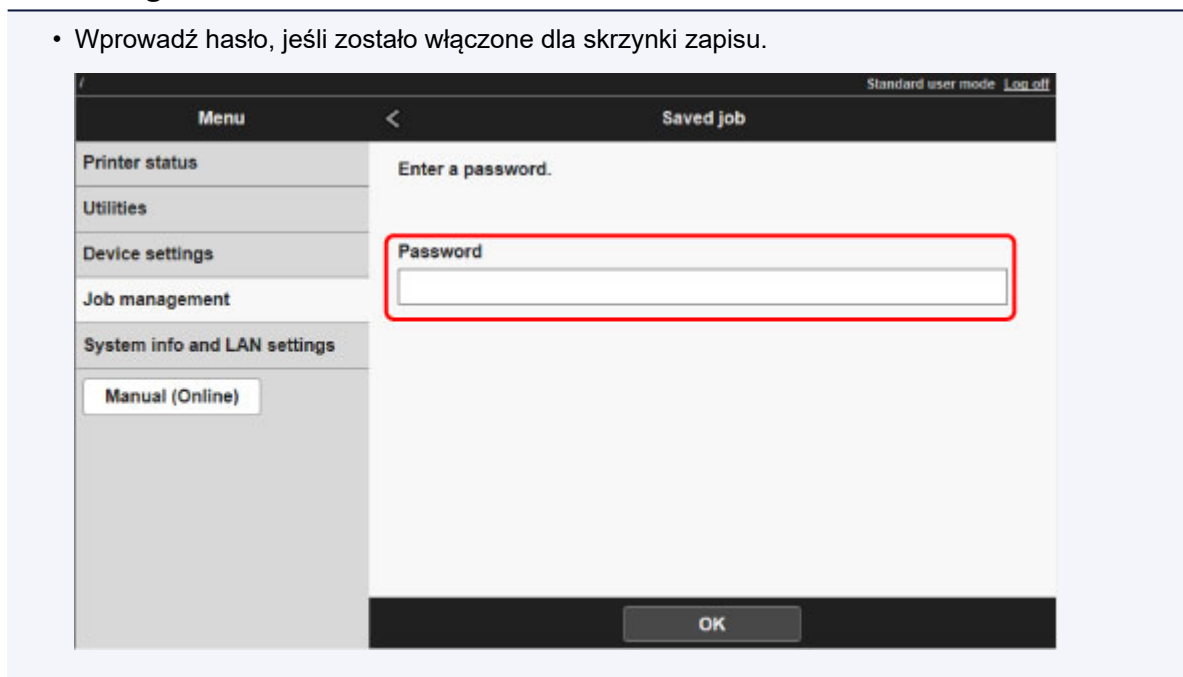 • Wprowadź hasło, jeśli zostało włączone dla skrzynki zapisu.
/
Standard user mode Log off
Menu
< Saved job
Printer status
Utilities
Device settings
Job management
System info and LAN settings
Manual (Online)
Enter a password.
Password
OK